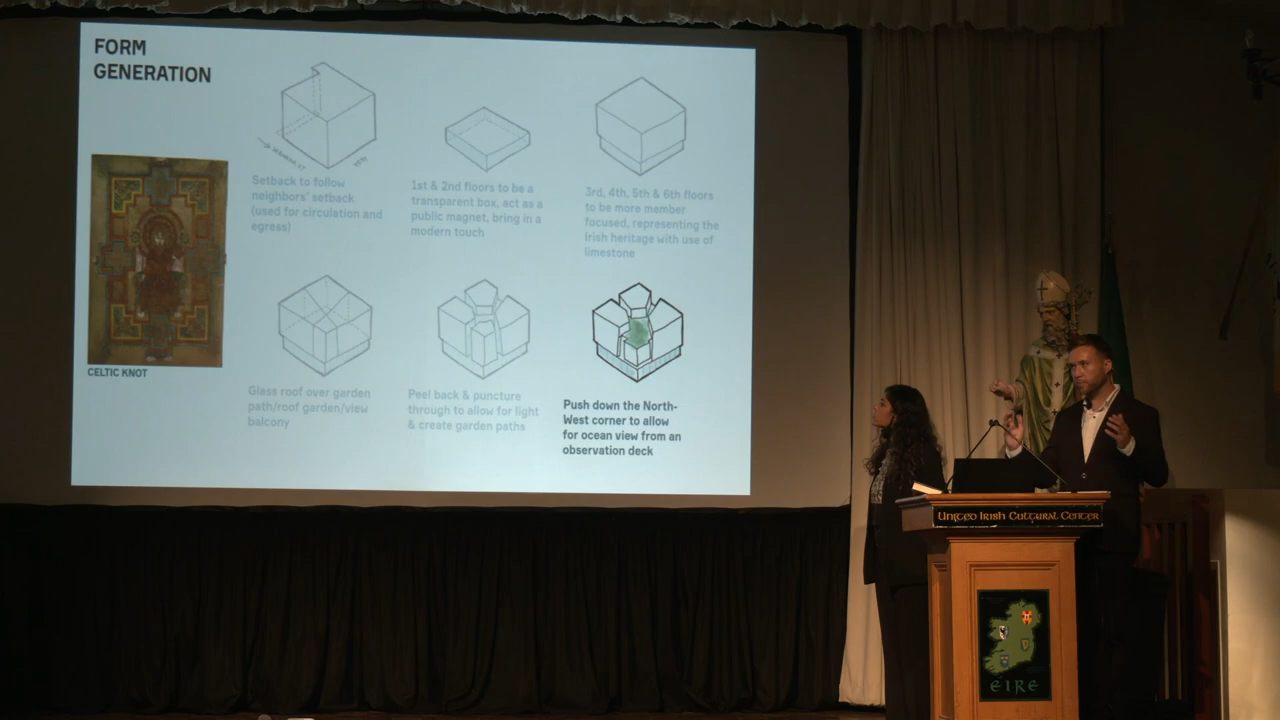 FORM
GENERATION
CELTIC KNOT
Setback to follow
neighbors' setback
(used for circulation and
egress)
1st & 2nd floors to be a
transparent box, act as a
public magnet, bring in a
modern touch
3rd, 4th, 5th & 6th floors
to be more member
focused, representing the
Irish heritage with use of
limestone
Glass roof over garden
path/roof garden/view
balcony
Peel back & puncture
through to allow for light
& create garden paths
Push down the North-
West corner to allow
for ocean view from an
observation deck
United Irish Cultural Center
EIRE